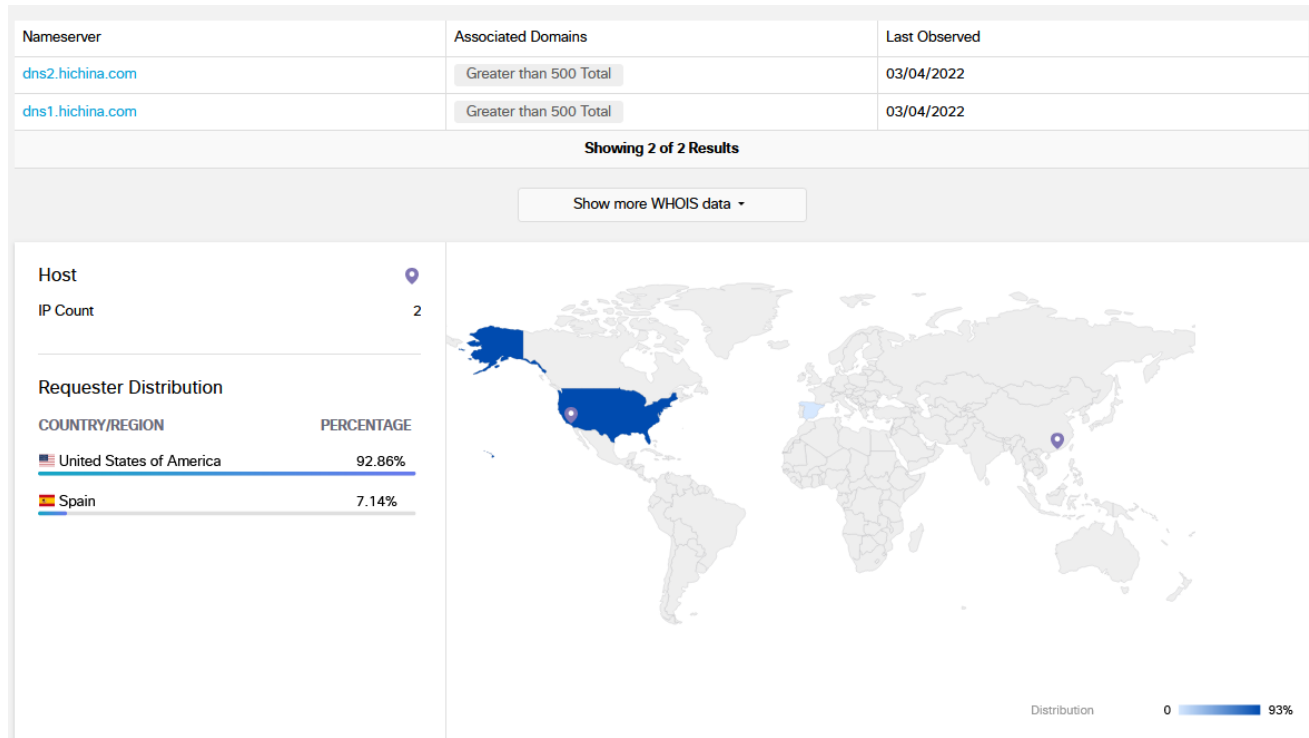 Nameserver Associated Domains Last Observed
dns2.hichina.com Greater than 500 Total 03/04/2022
dns1.hichina.com Greater than 500 Total 03/04/2022
Showing 2 of 2 Results
Show more WHOIS data
Host
IP Count 2
Requester Distribution
COUNTRY/REGION PERCENTAGE
United States of America 92.86%
Spain 7.14%
Distribution 0 93%